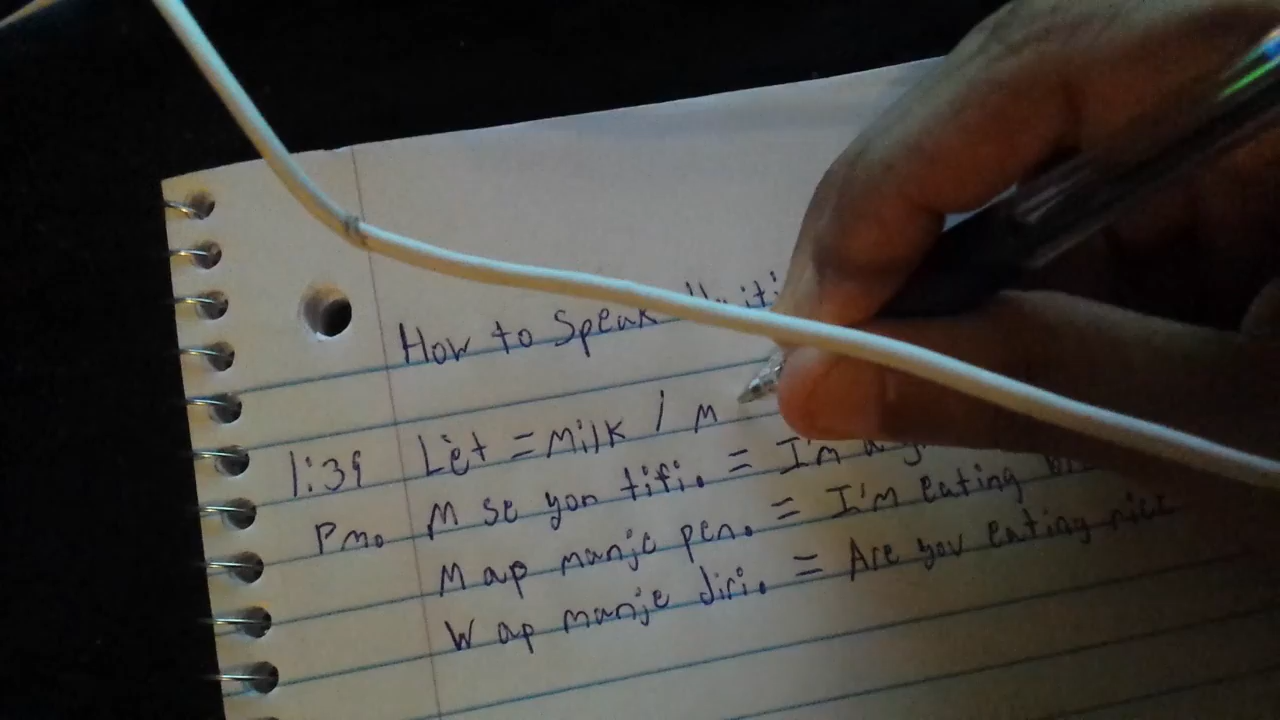 How to Speak
1:39 Lèt = Milk / M
Pm. M se yon tifi. = I'm a
M ap manje pen. = I'm eating
W ap manje diri. = Are you eating rice